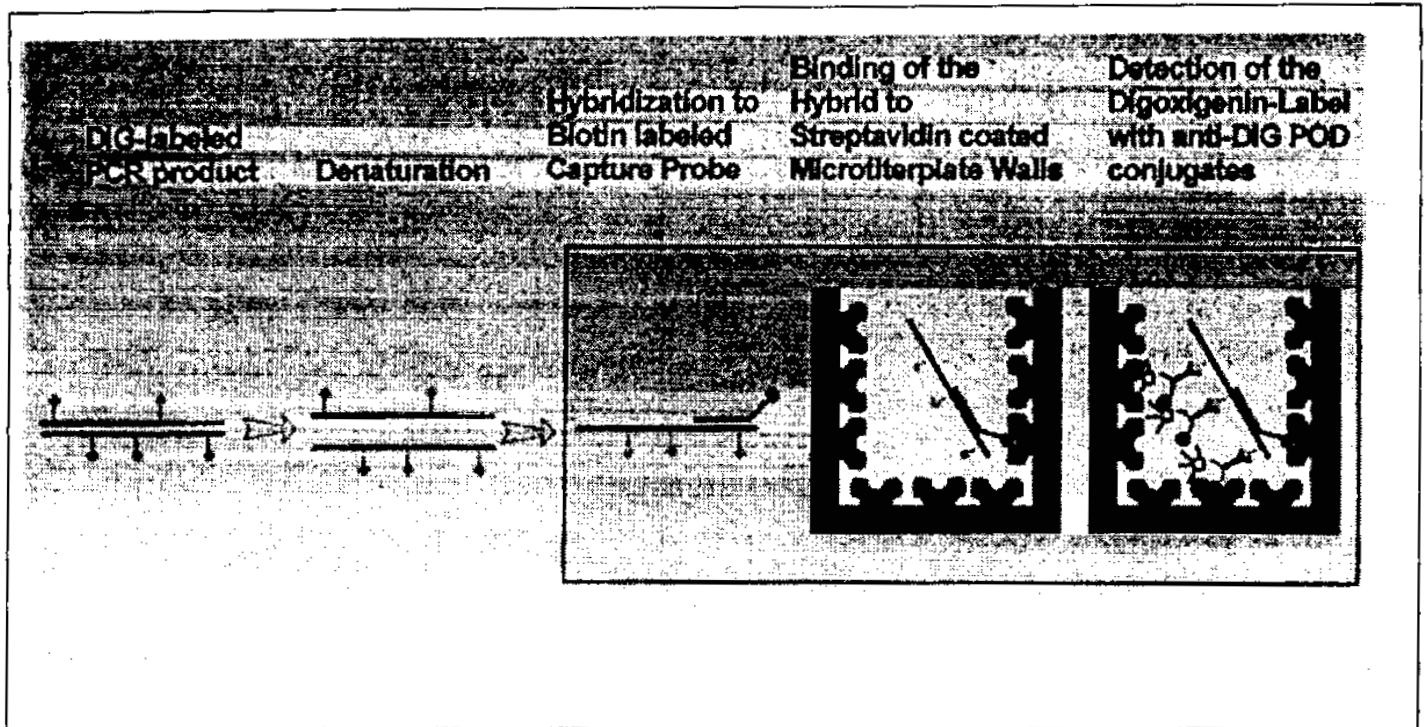 DIG-labeled
PCR product
Denaturation
Hybridization to
Biotin labeled
Capture Probe
Binding of the
Hybrid to
Streptavidin coated
Microtiterplate Walls
Detection of the
Digoxigenin-Label
with anti-DIG POD
conjugates